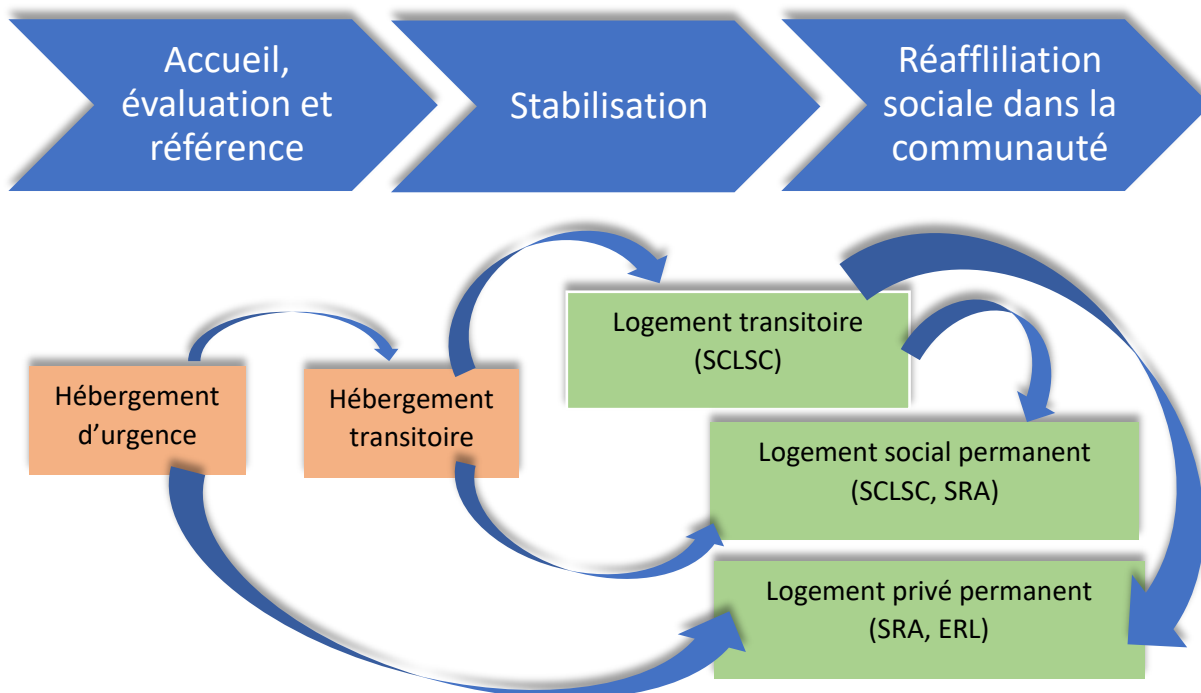 Accueil,
évaluation et
référence
Stabilisation
Réaffliliation
sociale dans la
communauté
Hébergement
d’urgence
Hébergement
transitoire
Logement transitoire
(SCLSC)
Logement social permanent
(SCLSC, SRA)
Logement privé permanent
(SRA, ERL)